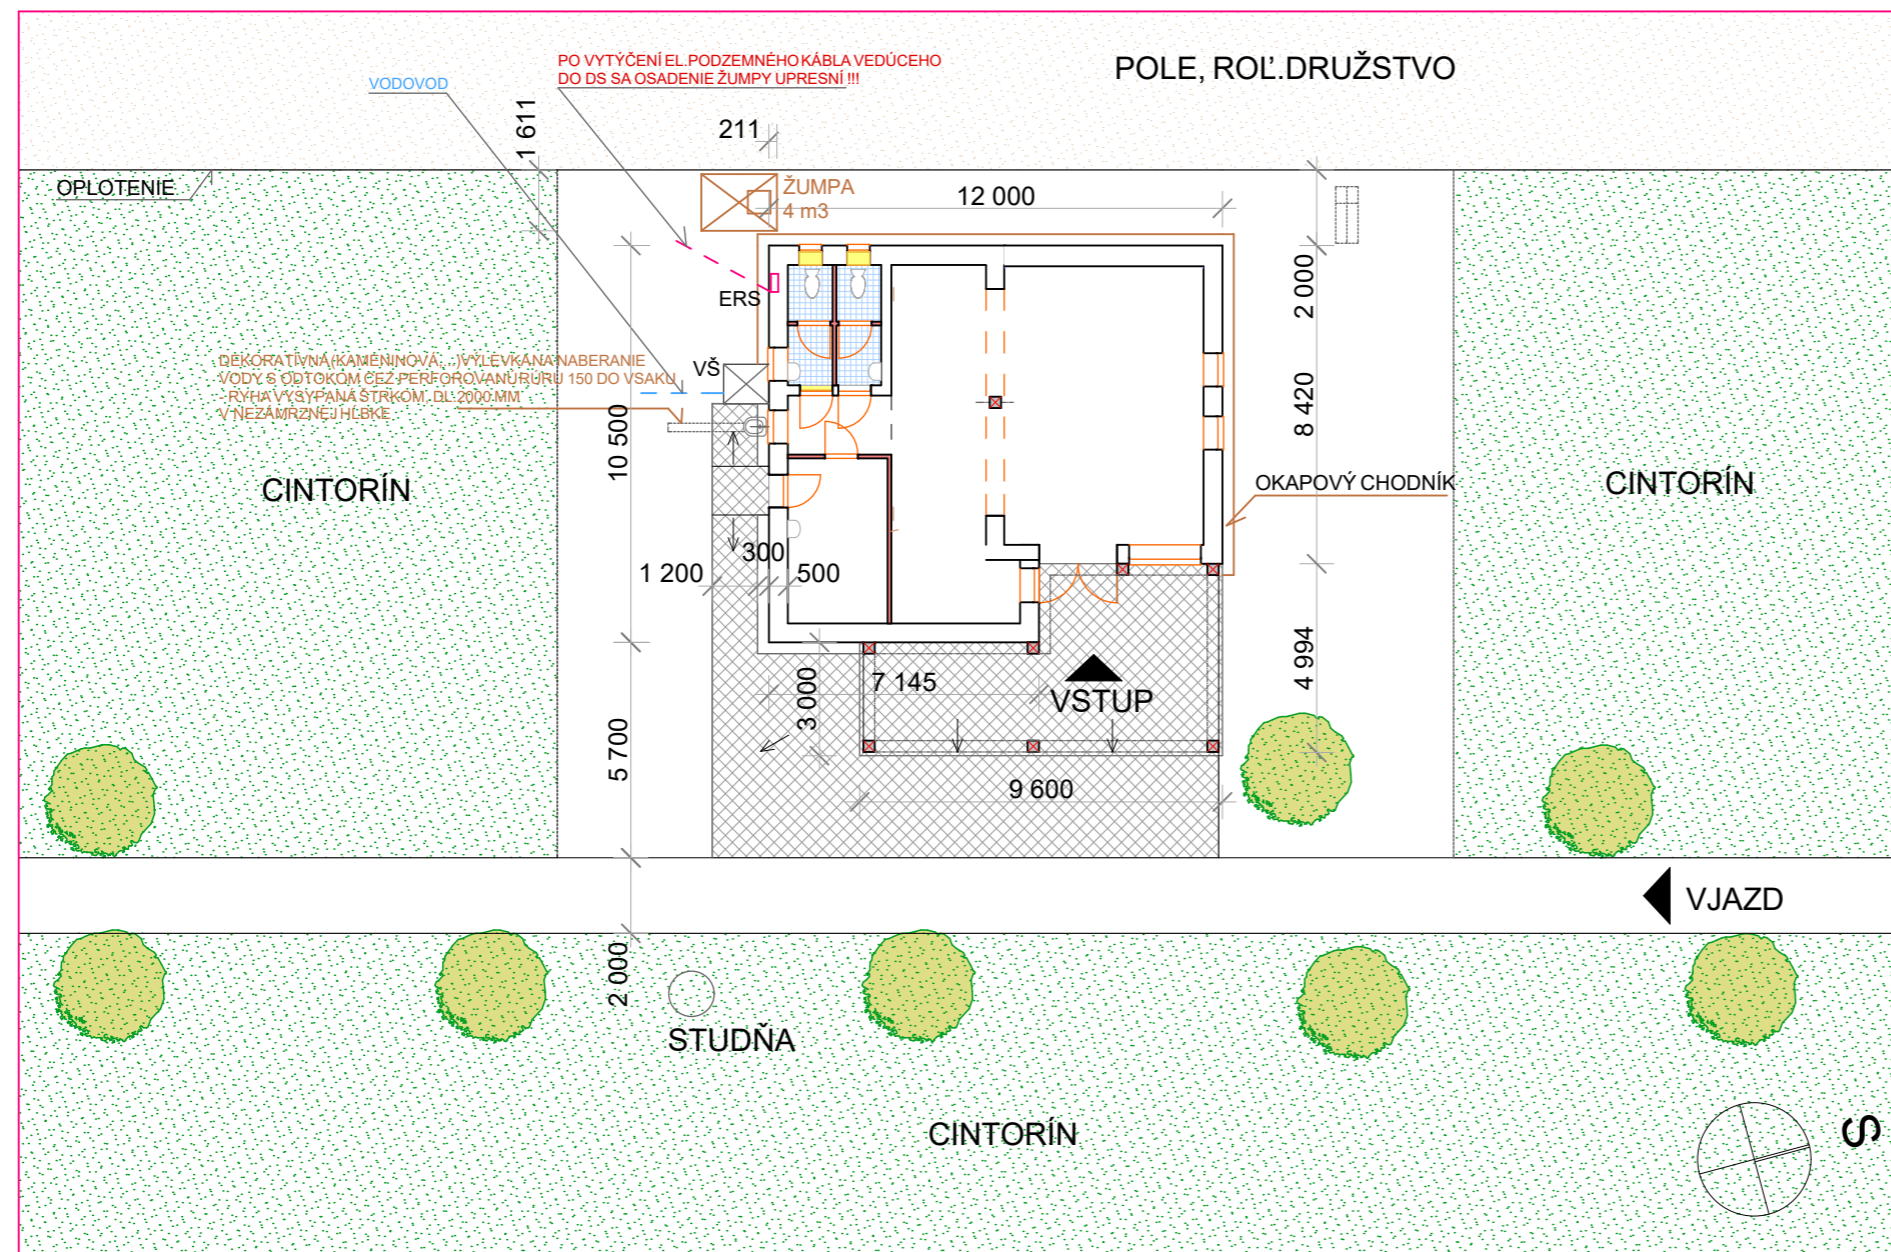 PO VYTÝČENÍ EL.PODZEMNÉHO KÁBLA VEDÚCEHO
DO DS SA OSADENIE ŽUMPY UPRESNÍ !!!
POLE, ROĽ.DRUŽSTVO
VODOVOD
1 611
211
OPLOTENIE
ŽUMPA
4 m3
12 000
2 000
ERS
DEKORATÍVNA (KAMENINOVÁ,...) VÝLEVKA NA NABERANIE
VODY S ODTOKOM CEZ PERFOROVANÚ RÚRU 150 DO VSAKU
- RYHA VYSYPANÁ ŠTRKOM, DL.2000 MM
V NEZÁMRZNEJ HĹBKE
VŠ
8 420
10 500
CINTORÍN
OKAPOVÝ CHODNÍK
CINTORÍN
300
1 200
500
7 145
3 000
VSTUP
4 994
5 700
9 600
VJAZD
2 000
STUDŇA
CINTORÍN
S